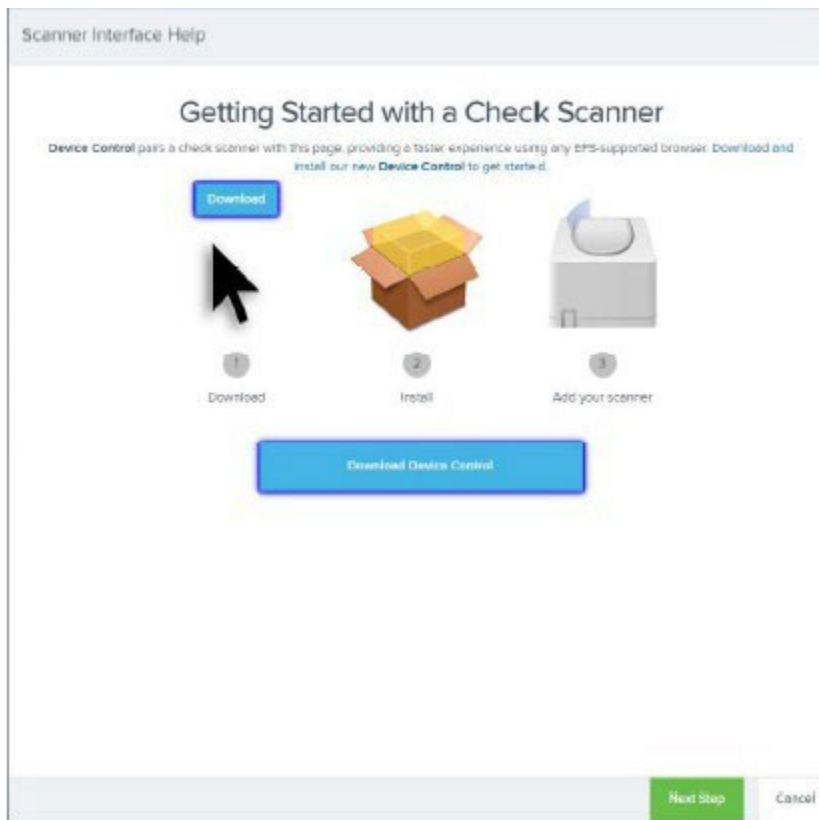 Scanner Interface Help
Getting Started with a Check Scanner
Device Control pairs a check scanner with this page, providing a faster experience using any EPS-supported browser. Download and
install our new Device Control to get started.
Download
1
2
3
Download
Install
Add your scanner
Download Device Control
Next Step
Cancel